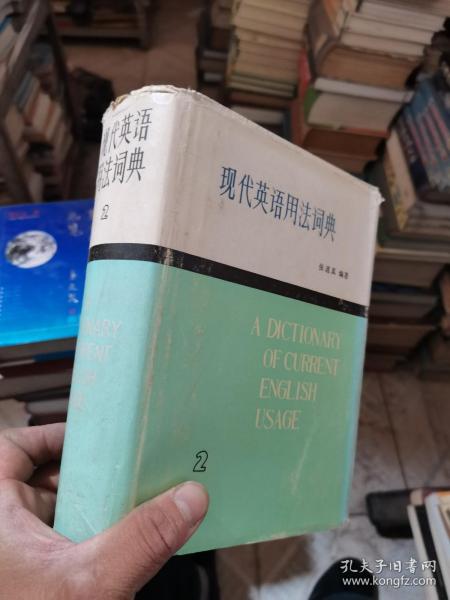 现代英语
用法词典
2
现代英语用法词典
张道真 编著
A DICTIONARY
OF CURRENT
ENGLISH
USAGE
2
孔夫子旧书网
www.kongfz.com